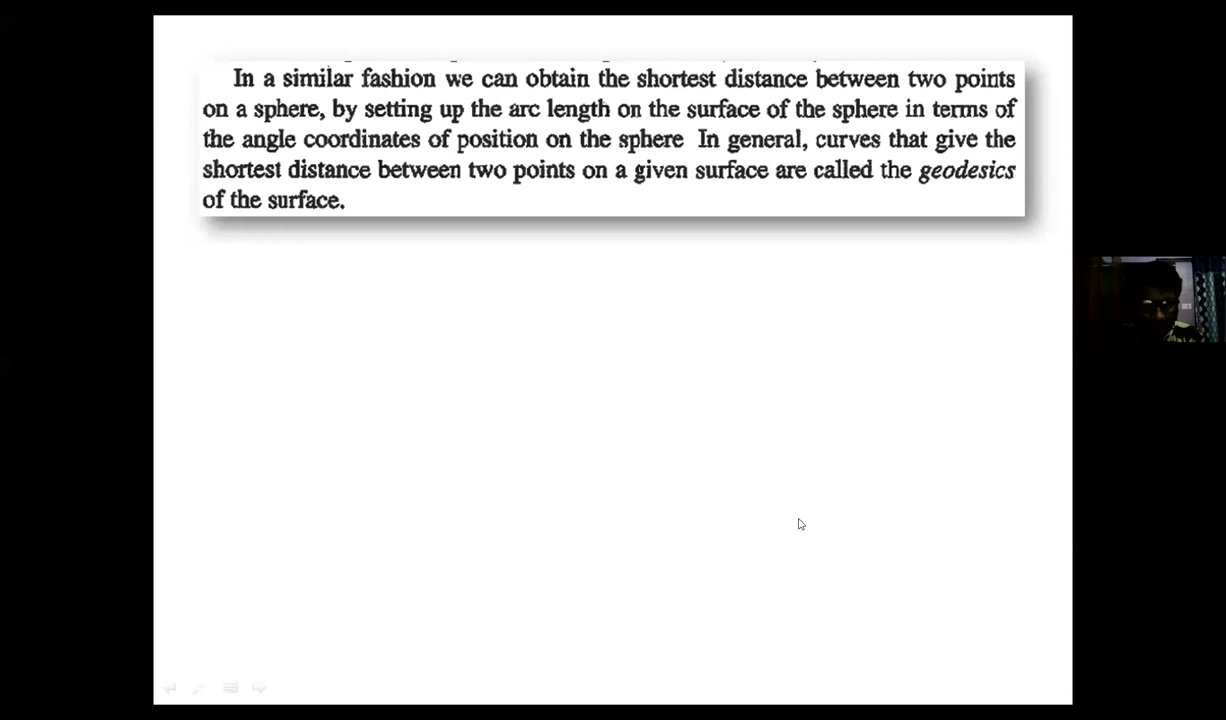 In a similar fashion we can obtain the shortest distance between two points
on a sphere, by setting up the arc length on the surface of the sphere in terms of
the angle coordinates of position on the sphere In general, curves that give the
shortest distance between two points on a given surface are called the geodesics
of the surface.